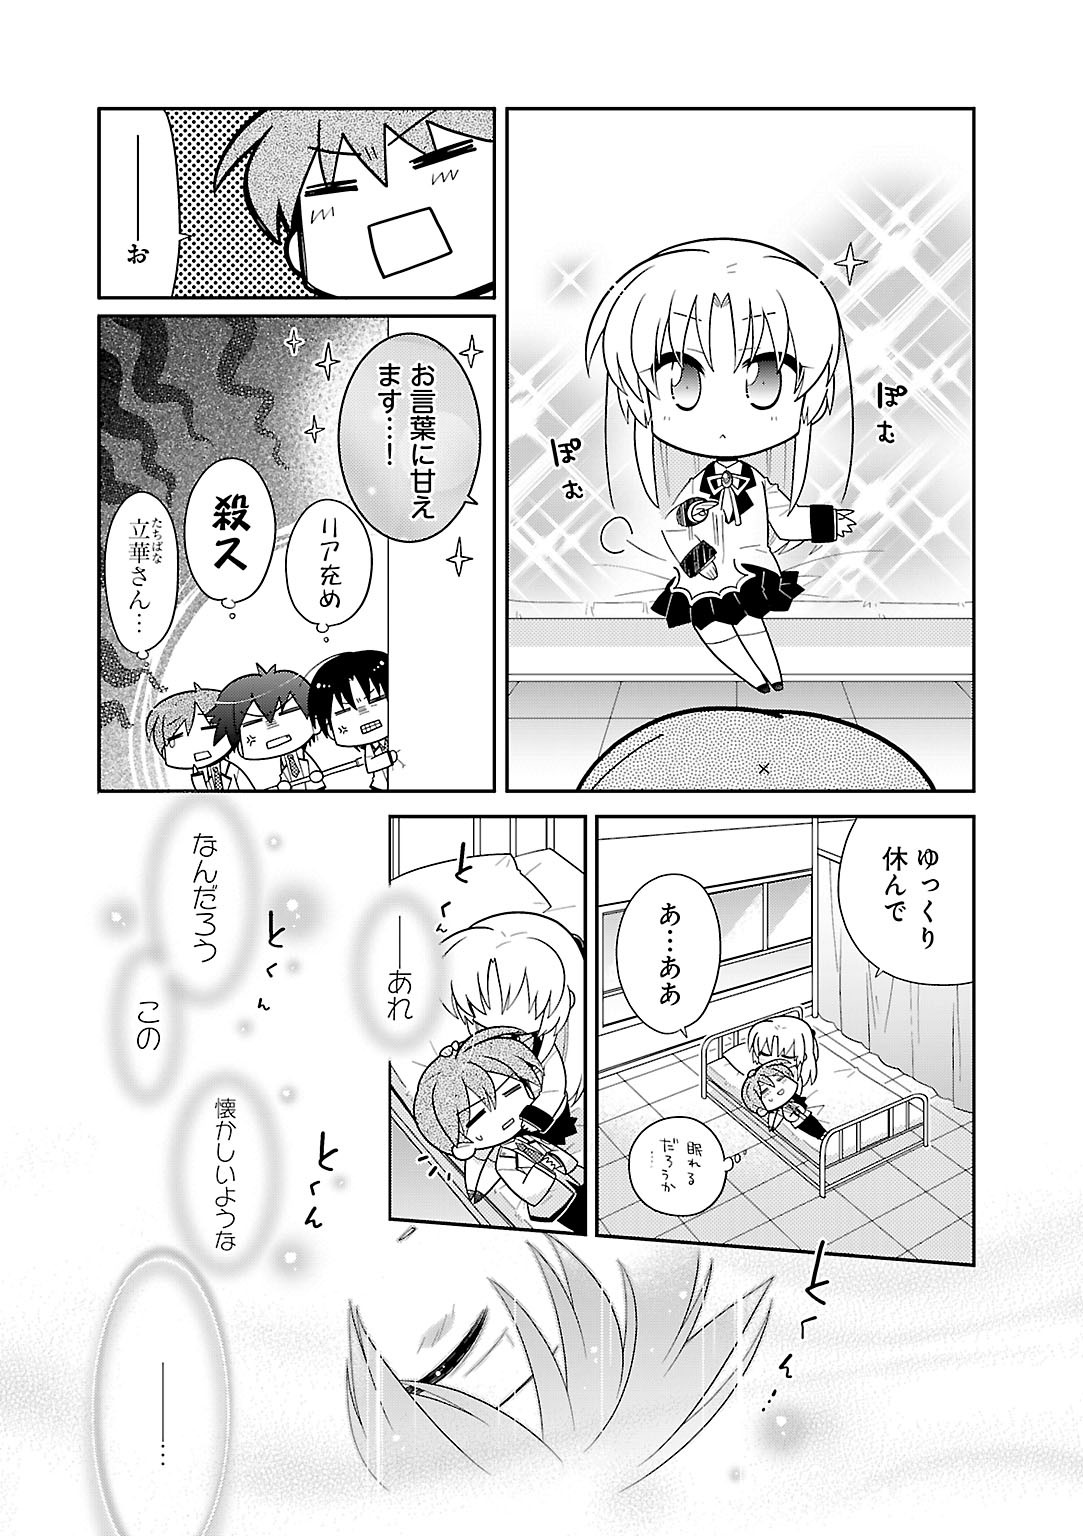 ぽむ
ぽむ
――お
お言葉に甘え
ます…！
リア充め
殺ス
立華さん…
たちばな
ゆっくり
休んで
あ…ああ
眠れる
だろうか
……
――あれ
とくん
とくん
なんだろう
この
懐かしいような
とくん
とくん…
――…